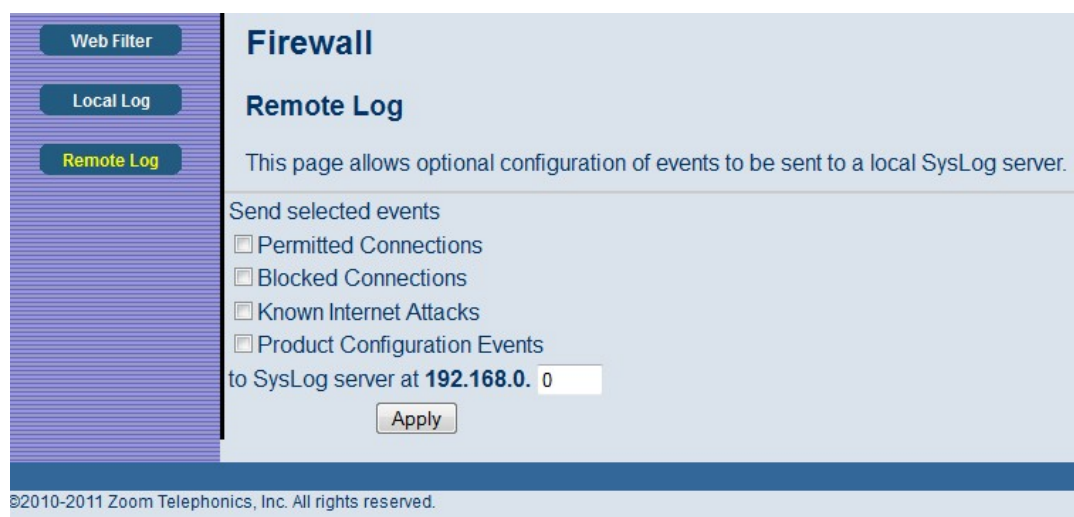 Web Filter
Local Log
Remote Log
Firewall
Remote Log
This page allows optional configuration of events to be sent to a local SysLog server.
Send selected events
Permitted Connections
Blocked Connections
Known Internet Attacks
Product Configuration Events
to SysLog server at 192.168.0. 0
Apply
©2010-2011 Zoom Telephonics, Inc. All rights reserved.